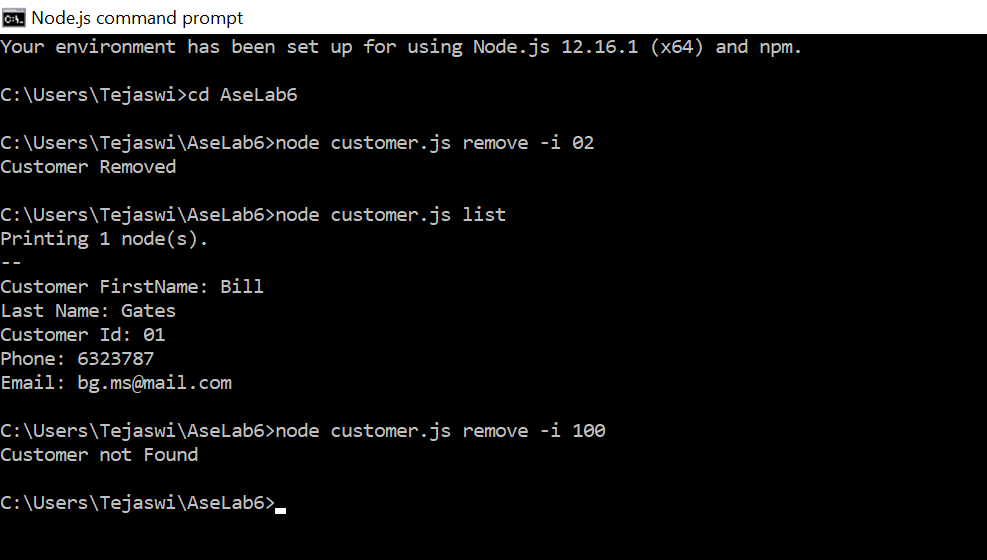 Node.js command prompt
Your environment has been set up for using Node.js 12.16.1 (x64) and npm.
C:\Users\Tejaswi>cd AseLab6
C:\Users\Tejaswi\AseLab6>node customer.js remove -i 02
Customer Removed
C:\Users\Tejaswi\AseLab6>node customer.js list
Printing 1 node(s).
--
Customer FirstName: Bill
Last Name: Gates
Customer Id: 01
Phone: 6323787
Email: bg.ms@mail.com
C:\Users\Tejaswi\AseLab6>node customer.js remove -i 100
Customer not Found
C:\Users\Tejaswi\AseLab6>